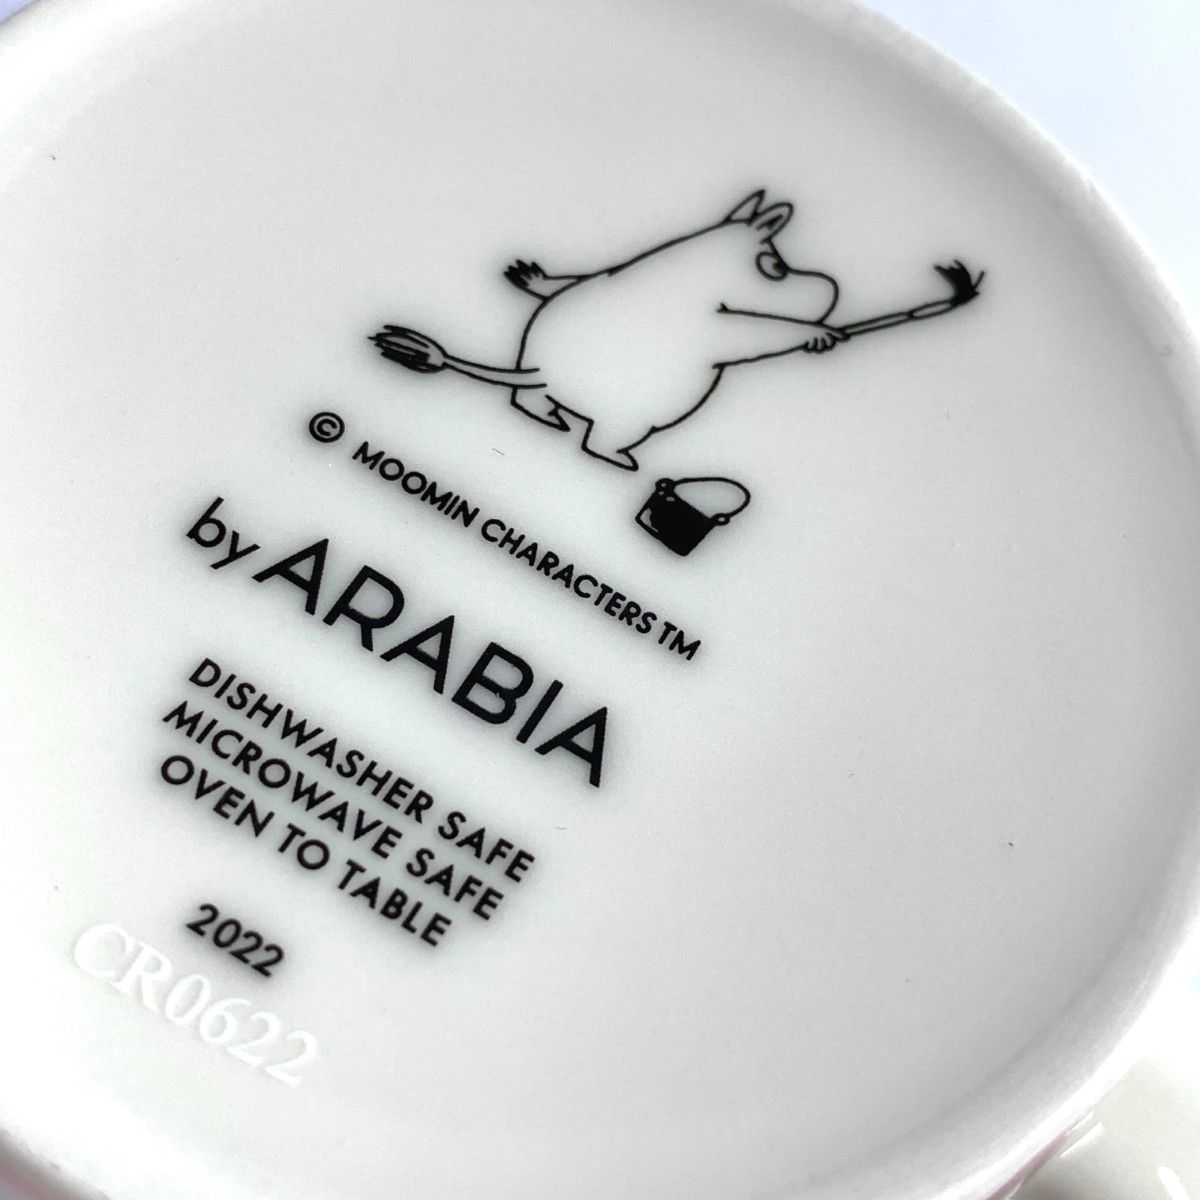 © MOOMIN CHARACTERS TM
by ARABIA
DISHWASHER SAFE
MICROWAVE SAFE
OVEN TO TABLE
2022
CR0622